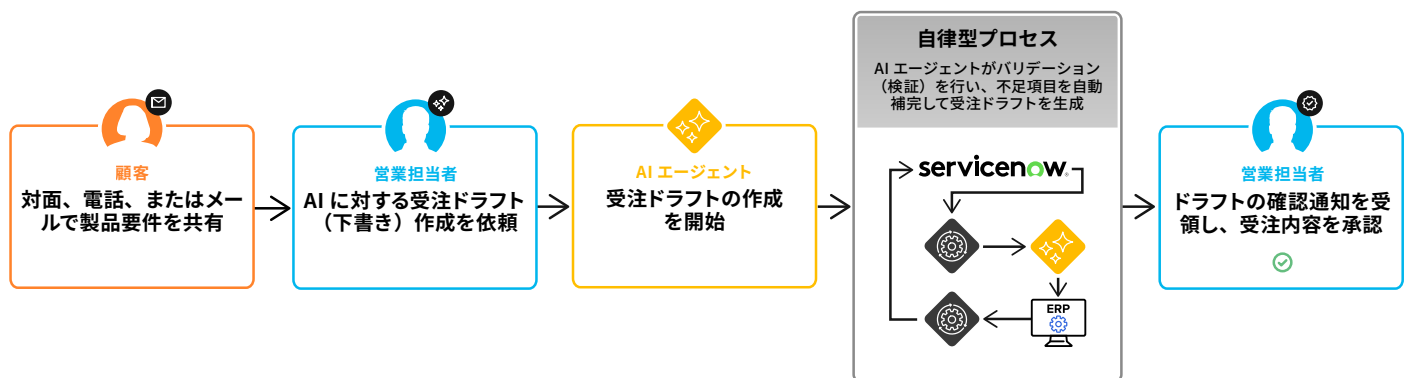 顧客
対面、電話、またはメー
ルで製品要件を共有
営業担当者
AI に対する受注ドラフト
（下書き）作成を依頼
AI エージェント
受注ドラフトの作成
を開始
自律型プロセス
AI エージェントがバリデーション
（検証）を行い、不足項目を自動
補完して受注ドラフトを生成
servicenow®
ERP
営業担当者
ドラフトの確認通知を受
領し、受注内容を承認